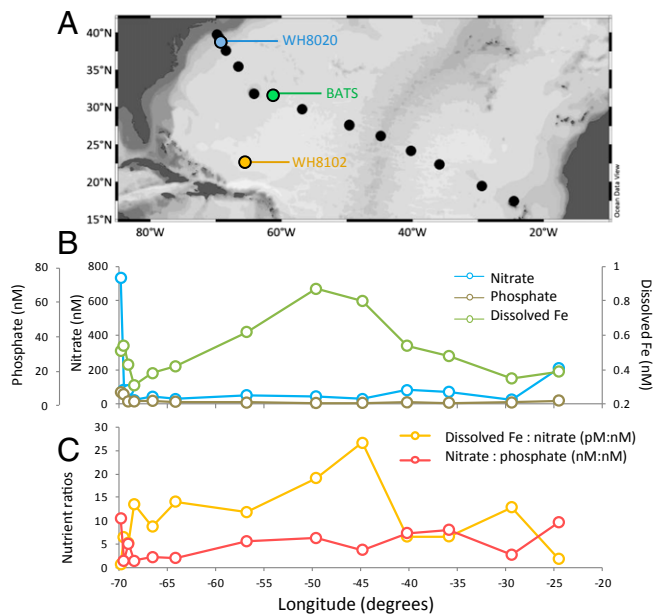 A
40°N
35°N
30°N
25°N
20°N
15°N
WH8020
BATS
WH8102
80°W
60°W
40°W
20°W
Ocean Data View
B
Phosphate (nM)
80
60
40
20
0
Nitrate (nM)
800
600
400
200
0
Nitrate
Phosphate
Dissolved Fe
1
0.8
0.6
0.4
0.2
Dissolved Fe (nM)
C
Nutrient ratios
30
25
20
15
10
5
0
Dissolved Fe : nitrate (pM:nM)
Nitrate : phosphate (nM:nM)
-70 -65 -60 -55 -50 -45 -40 -35 -30 -25 -20
Longitude (degrees)